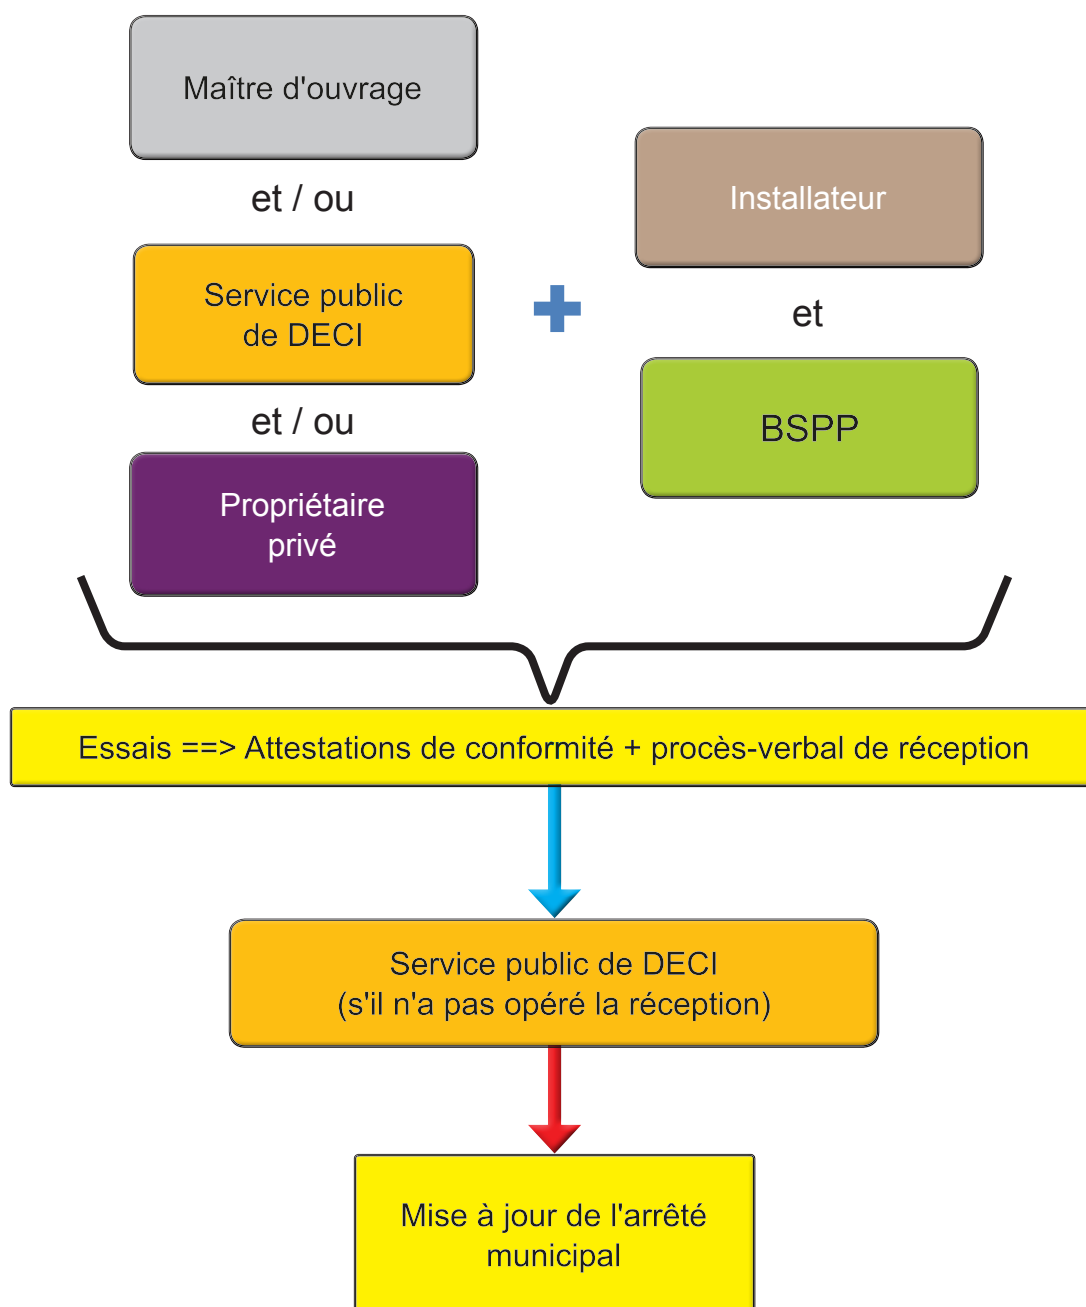 Maître d'ouvrage
et / ou
Service public
de DECI
et / ou
Propriétaire
privé
Installateur
et
BSPP
Essais ==> Attestations de conformité + procès-verbal de réception
Service public de DECI
(s'il n'a pas opéré la réception)
Mise à jour de l'arrêté
municipal